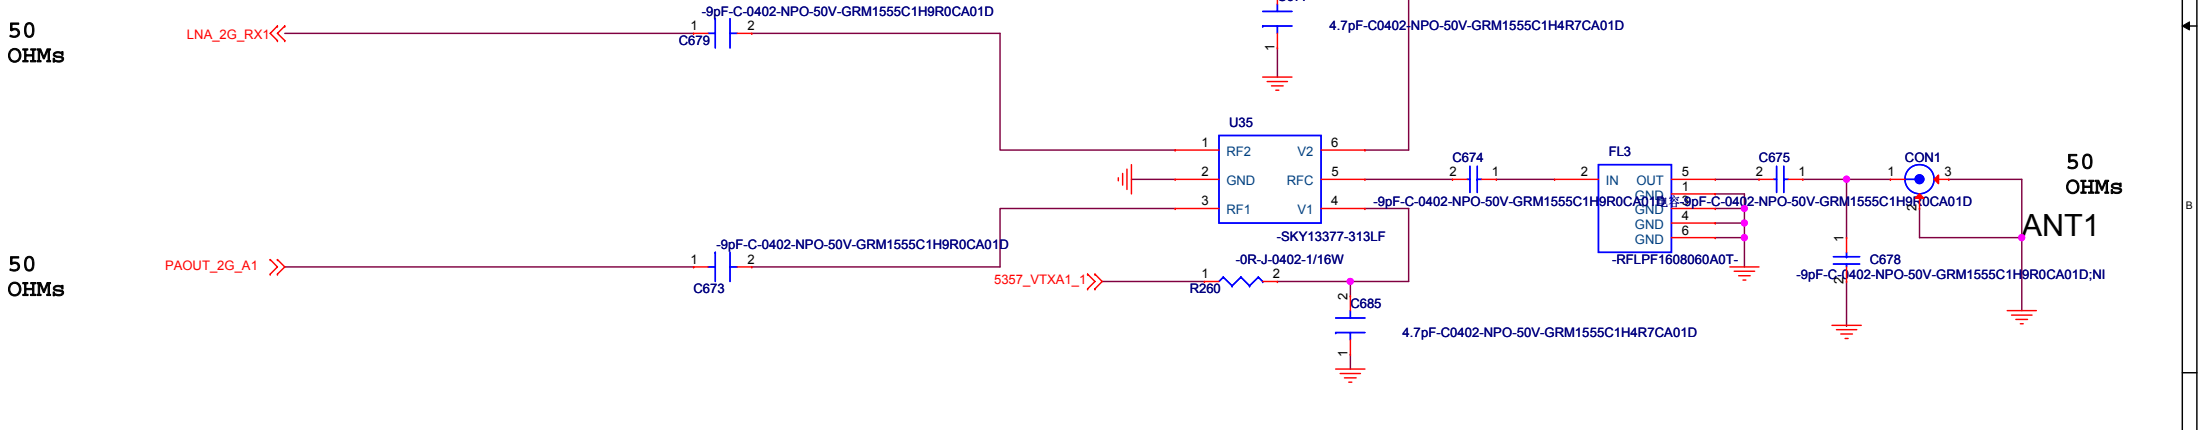 -9pF-C-0402-NPO-50V-GRM1555C1H9R0CA01D
4.7pF-C0402-NPO-50V-GRM1555C1H4R7CA01D
50
OHMs
LNA_2G_RX1
1
2
C679
1
U35
1
RF2
V2
6
2
GND
RFC
5
3
RF1
V1
4
-SKY13377-313LF
C674
2
1
-9pF-C-0402-NPO-50V-GRM1555C1H9R0CA01D
FL3
2
IN
OUT
5
GND
1
GND
GND
4
GND
6
-RFLPF1608060A0T-
C675
2
1
-9pF-C-0402-NPO-50V-GRM1555C1H9R0CA01D
CON1
1
3
2
50
OHMs
ANT1
B
50
OHMs
PAOUT_2G_A1
-9pF-C-0402-NPO-50V-GRM1555C1H9R0CA01D
1
2
C673
5357_VTXA1_1
-0R-J-0402-1/16W
1
2
R260
2
C685
1
4.7pF-C0402-NPO-50V-GRM1555C1H4R7CA01D
1
C678
2
-9pF-C-0402-NPO-50V-GRM1555C1H9R0CA01D;NI